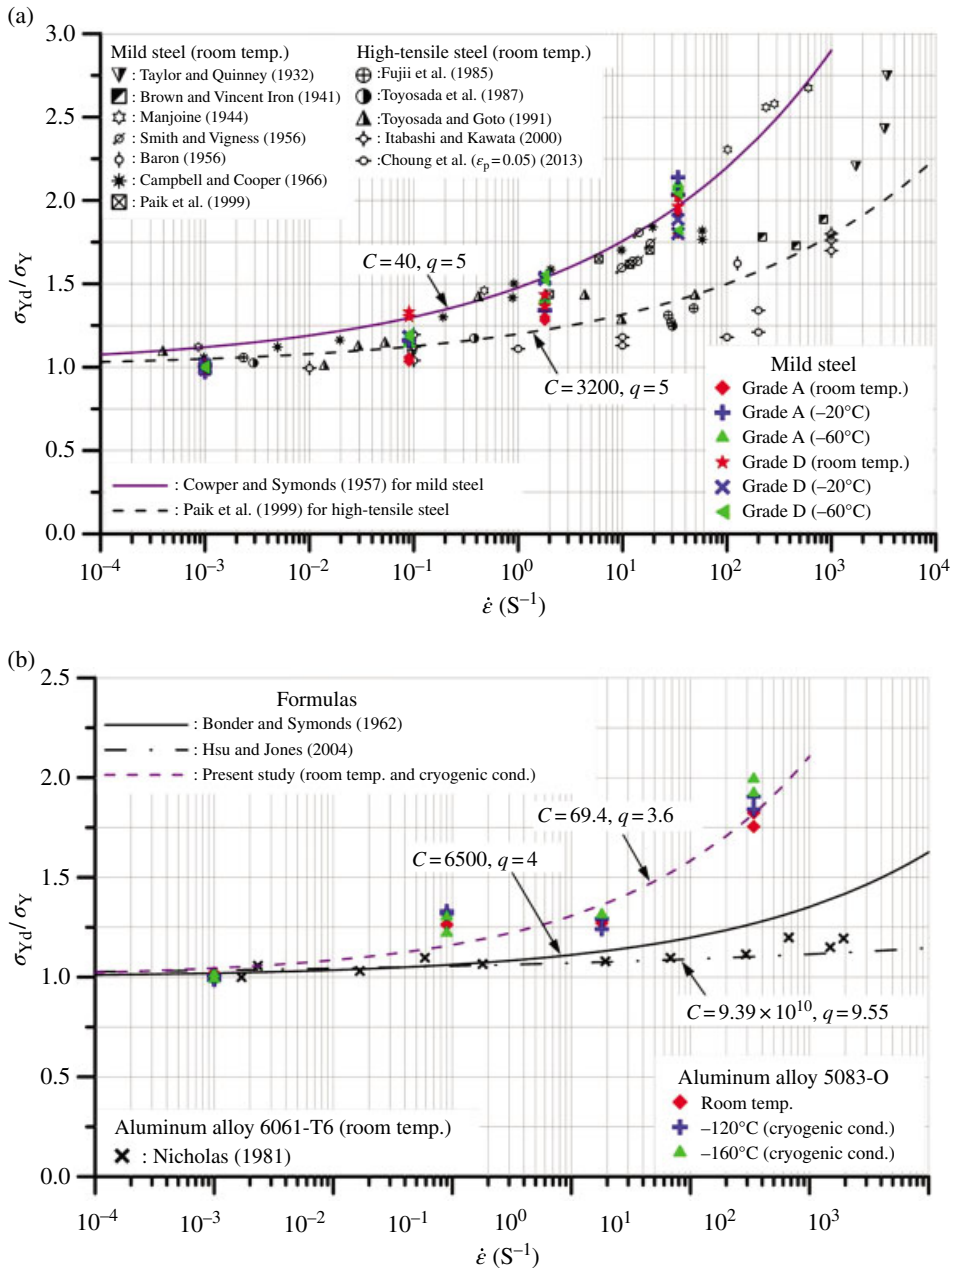 (a)
3.0
2.5
2.0
1.5
1.0
0.5
0.0
σYd/σY
Mild steel (room temp.)
: Taylor and Quinney (1932)
: Brown and Vincent Iron (1941)
: Manjoine (1944)
: Smith and Vigness (1956)
: Baron (1956)
: Campbell and Cooper (1966)
: Paik et al. (1999)
High-tensile steel (room temp.)
:Fujii et al. (1985)
:Toyosada et al. (1987)
:Toyosada and Goto (1991)
: Itabashi and Kawata (2000)
:Choung et al. (εp=0.05) (2013)
C=40, q=5
C=3200, q=5
Mild steel
Grade A (room temp.)
Grade A (–20°C)
Grade A (–60°C)
Grade D (room temp.)
Grade D (–20°C)
Grade D (–60°C)
: Cowper and Symonds (1957) for mild steel
: Paik et al. (1999) for high-tensile steel
10⁻⁴ 10⁻³ 10⁻² 10⁻¹ 10⁰ 10¹ 10² 10³ 10⁴
ε̇ (S⁻¹)
(b)
2.5
2.0
1.5
1.0
0.5
0.0
σYd/σY
Formulas
: Bonder and Symonds (1962)
: Hsu and Jones (2004)
: Present study (room temp. and cryogenic cond.)
C=69.4, q=3.6
C=6500, q=4
C=9.39×10¹⁰, q=9.55
Aluminum alloy 6061-T6 (room temp.)
: Nicholas (1981)
Aluminum alloy 5083-O
Room temp.
–120°C (cryogenic cond.)
–160°C (cryogenic cond.)
10⁻⁴ 10⁻³ 10⁻² 10⁻¹ 10⁰ 10¹ 10² 10³
ε̇ (S⁻¹)